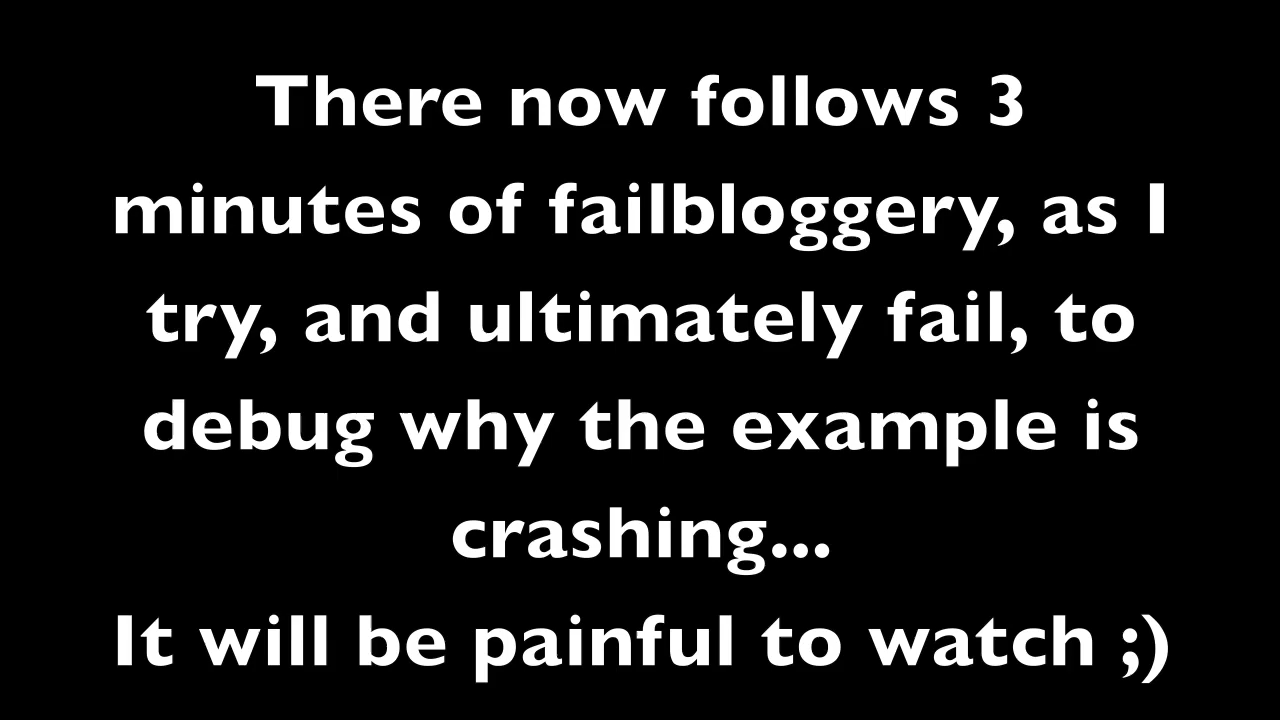 There now follows 3
minutes of failbloggery, as I
try, and ultimately fail, to
debug why the example is
crashing...
It will be painful to watch ;)